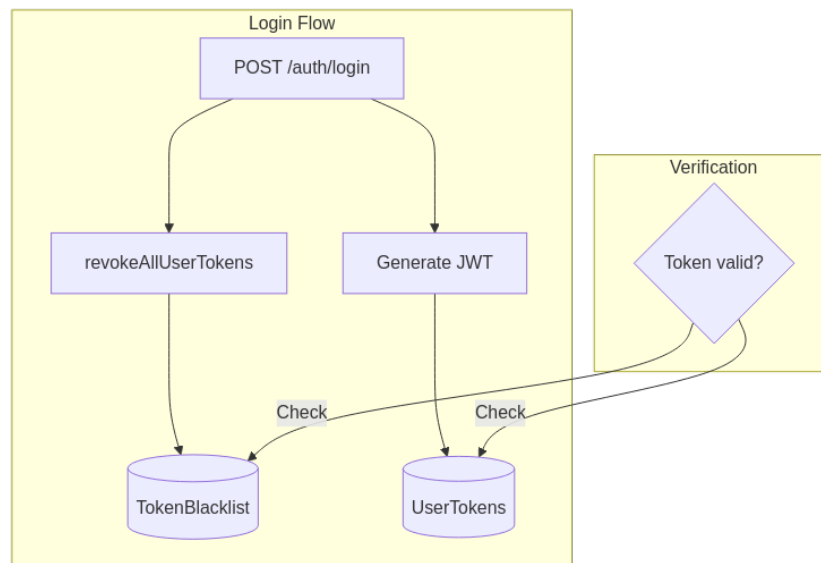 Login Flow
POST /auth/login
Verification
revokeAllUserTokens
Generate JWT
Token valid?
Check
Check
TokenBlacklist
UserTokens